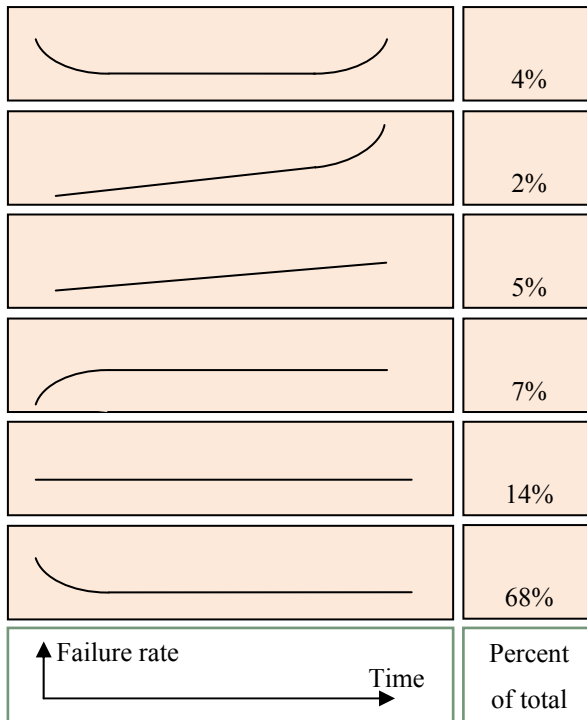 4%
2%
5%
7%
14%
68%
Failure rate
Time
Percent
of total